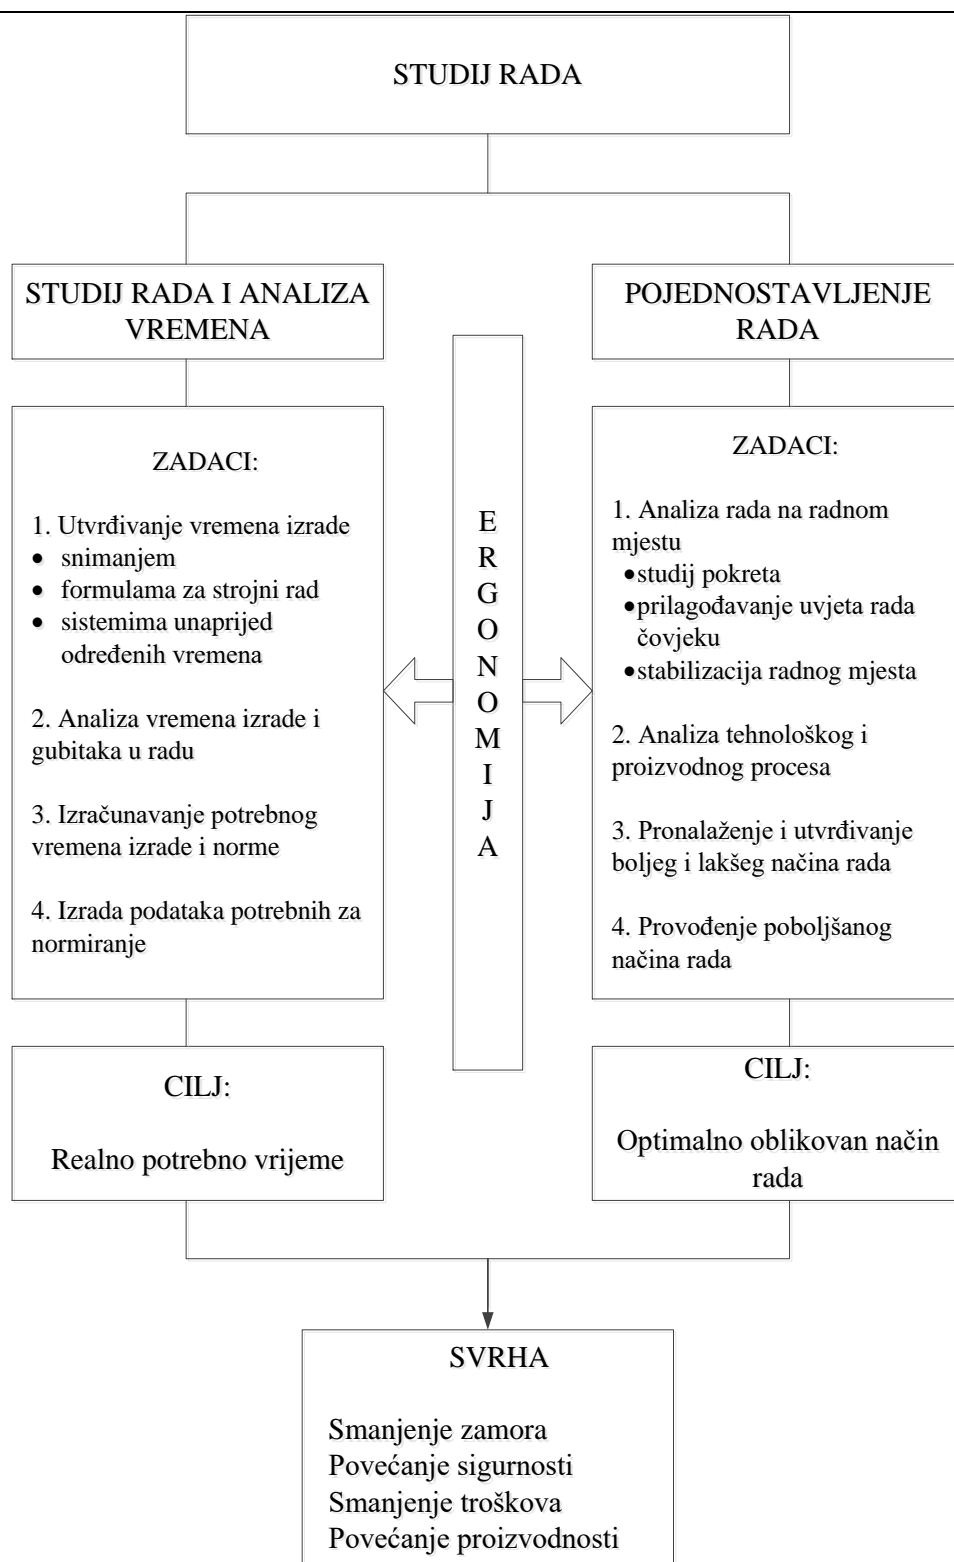 STUDIJ RADA
STUDIJ RADA I ANALIZA
VREMENA
ZADACI:
1. Utvrđivanje vremena izrade
• snimanjem
• formulama za strojni rad
• sistemima unaprijed
određenih vremena
2. Analiza vremena izrade i
gubitaka u radu
3. Izračunavanje potrebnog
vremena izrade i norme
4. Izrada podataka potrebnih za
normiranje
CILJ:
Realno potrebno vrijeme
E
R
G
O
N
O
M
I
J
A
POJEDNOSTAVLJENJE
RADA
ZADACI:
1. Analiza rada na radnom
mjestu
•studij pokreta
•prilagođavanje uvjeta rada
čovjeku
•stabilizacija radnog mjesta
2. Analiza tehnološkog i
proizvodnog procesa
3. Pronalaženje i utvrđivanje
boljeg i lakšeg načina rada
4. Provođenje poboljšanog
načina rada
CILJ:
Optimalno oblikovan način
rada
SVRHA
Smanjenje zamora
Povećanje sigurnosti
Smanjenje troškova
Povećanje proizvodnosti